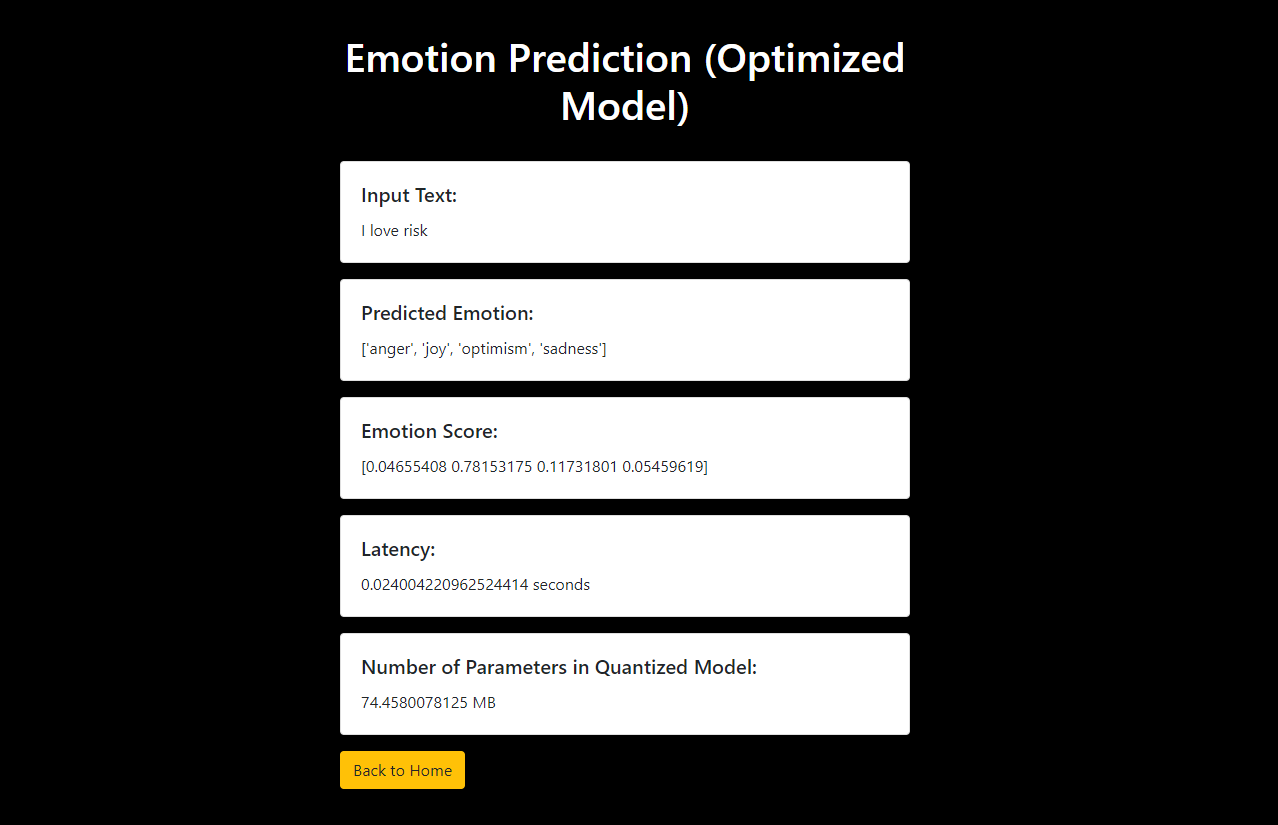 Emotion Prediction (Optimized
Model)
Input Text:
I love risk
Predicted Emotion:
['anger', 'joy', 'optimism', 'sadness']
Emotion Score:
[0.04655408 0.78153175 0.11731801 0.05459619]
Latency:
0.024004220962524414 seconds
Number of Parameters in Quantized Model:
74.4580078125 MB
Back to Home